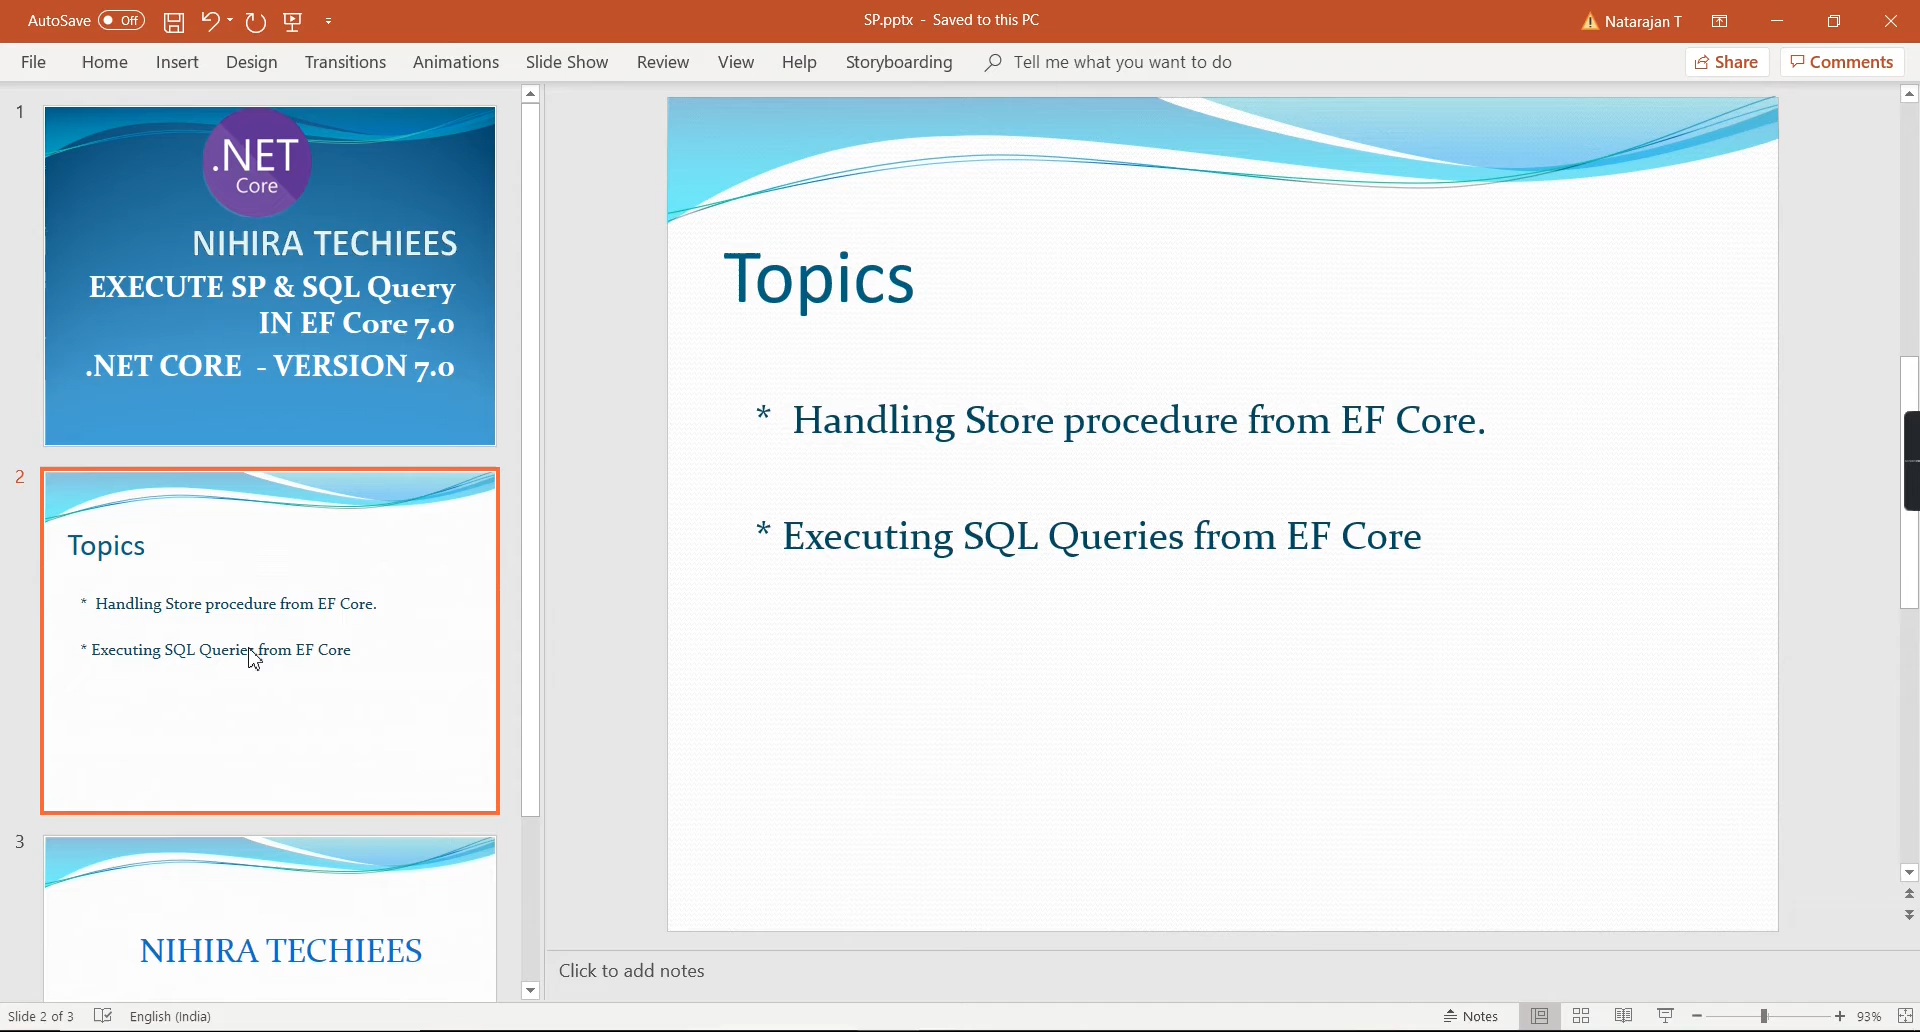 AutoSave Off
SP.pptx - Saved to this PC
Natarajan T
File Home Insert Design Transitions Animations Slide Show Review View Help Storyboarding Tell me what you want to do
Share Comments
1
.NET
Core
NIHIRA TECHIEES
EXECUTE SP & SQL Query
IN EF Core 7.0
.NET CORE - VERSION 7.0
2
Topics
* Handling Store procedure from EF Core.
* Executing SQL Queries from EF Core
3
NIHIRA TECHIEES
Topics
* Handling Store procedure from EF Core.
* Executing SQL Queries from EF Core
Click to add notes
Slide 2 of 3 English (India)
Notes 93%